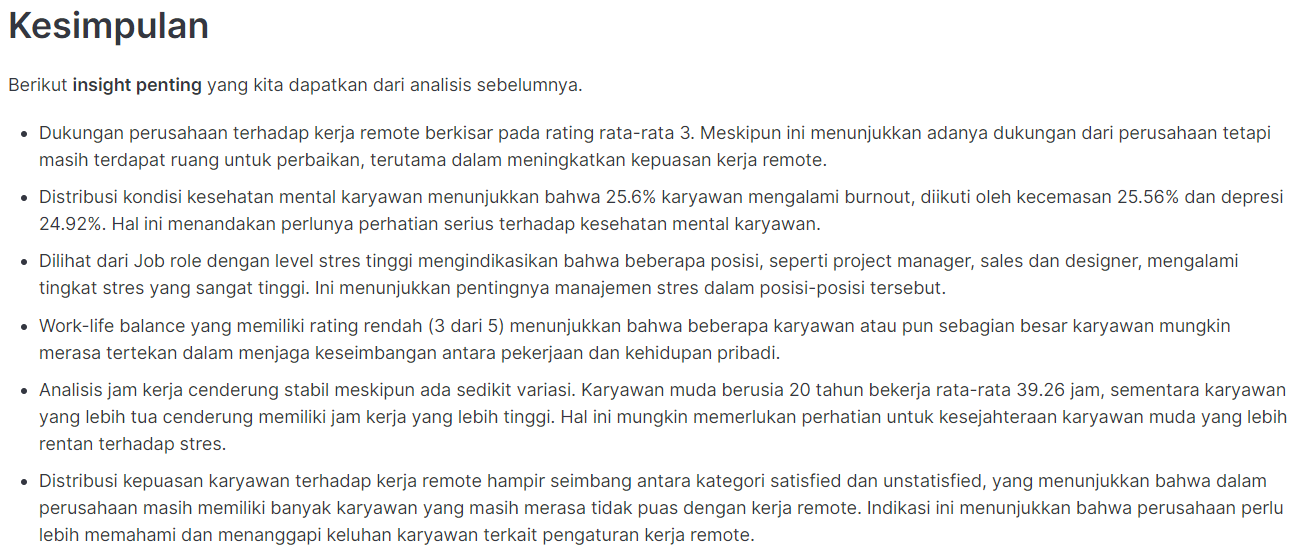 Kesimpulan
Berikut insight penting yang kita dapatkan dari analisis sebelumnya.
• Dukungan perusahaan terhadap kerja remote berkisar pada rating rata-rata 3. Meskipun ini menunjukkan adanya dukungan dari perusahaan tetapi
masih terdapat ruang untuk perbaikan, terutama dalam meningkatkan kepuasan kerja remote.
• Distribusi kondisi kesehatan mental karyawan menunjukkan bahwa 25.6% karyawan mengalami burnout, diikuti oleh kecemasan 25.56% dan depresi
24.92%. Hal ini menandakan perlunya perhatian serius terhadap kesehatan mental karyawan.
• Dilihat dari Job role dengan level stres tinggi mengindikasikan bahwa beberapa posisi, seperti project manager, sales dan designer, mengalami
tingkat stres yang sangat tinggi. Ini menunjukkan pentingnya manajemen stres dalam posisi-posisi tersebut.
• Work-life balance yang memiliki rating rendah (3 dari 5) menunjukkan bahwa beberapa karyawan atau pun sebagian besar karyawan mungkin
merasa tertekan dalam menjaga keseimbangan antara pekerjaan dan kehidupan pribadi.
• Analisis jam kerja cenderung stabil meskipun ada sedikit variasi. Karyawan muda berusia 20 tahun bekerja rata-rata 39.26 jam, sementara karyawan
yang lebih tua cenderung memiliki jam kerja yang lebih tinggi. Hal ini mungkin memerlukan perhatian untuk kesejahteraan karyawan muda yang lebih
rentan terhadap stres.
• Distribusi kepuasan karyawan terhadap kerja remote hampir seimbang antara kategori satisfied dan unstatisfied, yang menunjukkan bahwa dalam
perusahaan masih memiliki banyak karyawan yang masih merasa tidak puas dengan kerja remote. Indikasi ini menunjukkan bahwa perusahaan perlu
lebih memahami dan menanggapi keluhan karyawan terkait pengaturan kerja remote.